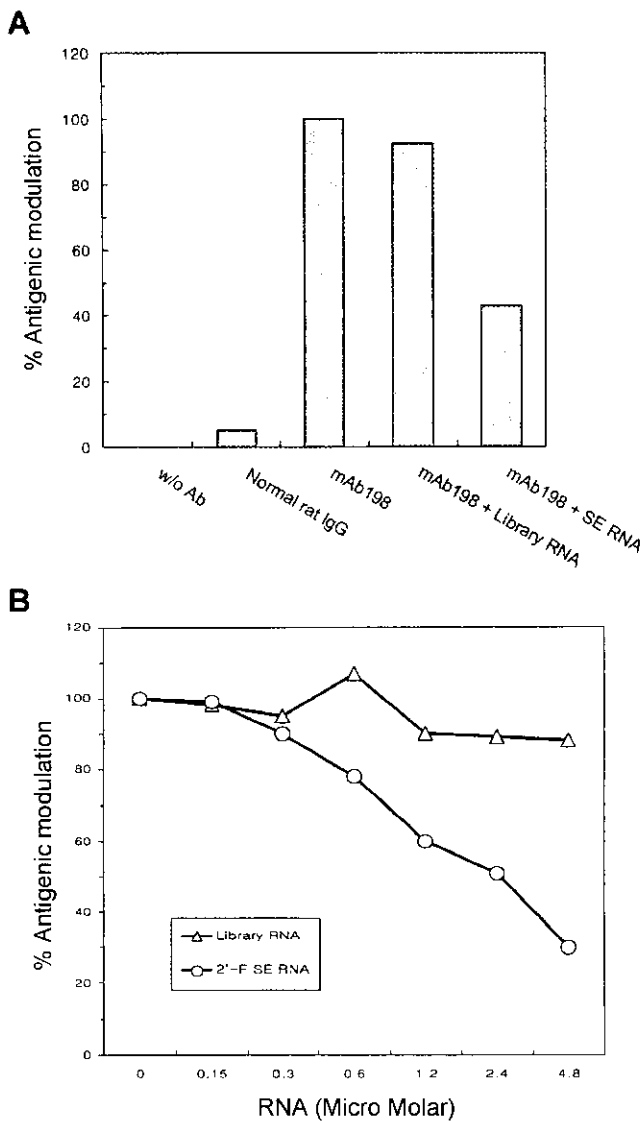 A
% Antigenic modulation
120
100
80
60
40
20
0
w/o Ab
Normal rat IgG
mAb198
mAb198 + Library RNA
mAb198 + SE RNA
B
% Antigenic modulation
120
100
80
60
40
20
0
Library RNA
2'-F SE RNA
0 0.15 0.3 0.6 1.2 2.4 4.8
RNA (Micro Molar)